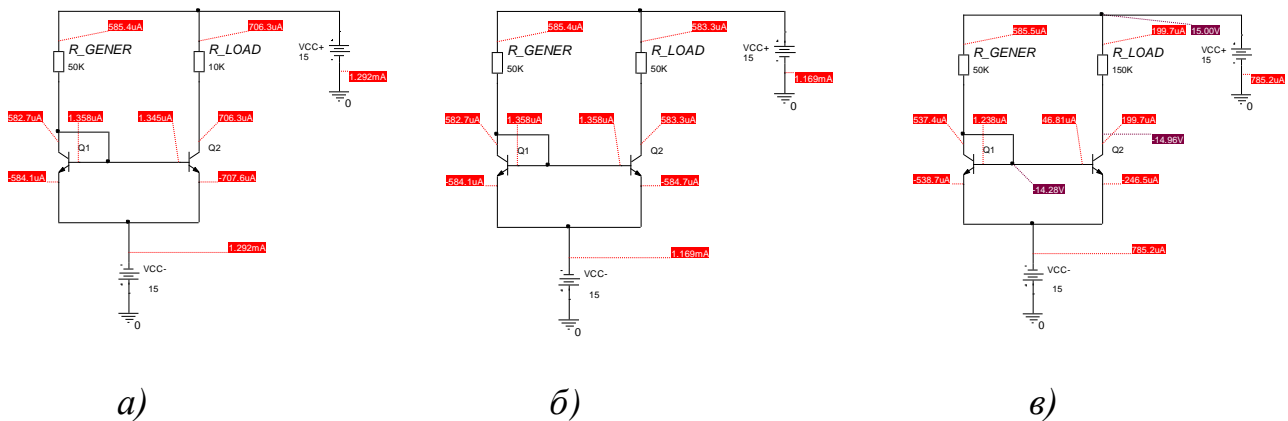 585.4uA
706.3uA
R_GENER
50K
R_LOAD
10K
VCC+
15
1.292mA
0
582.7uA
1.358uA
1.345uA
706.3uA
Q1
Q2
-584.1uA
-707.6uA
1.292mA
VCC-
15
0
а)
585.4uA
583.3uA
R_GENER
50K
R_LOAD
50K
VCC+
15
1.169mA
0
582.7uA
1.358uA
1.358uA
583.3uA
Q1
Q2
-584.1uA
-584.7uA
1.169mA
VCC-
15
0
б)
585.5uA
199.7uA
15.00V
R_GENER
50K
R_LOAD
150K
VCC+
15
785.2uA
0
537.4uA
1.238uA
46.81uA
199.7uA
-14.96V
Q1
Q2
-538.7uA
-14.28V
-246.5uA
785.2uA
VCC-
15
0
в)